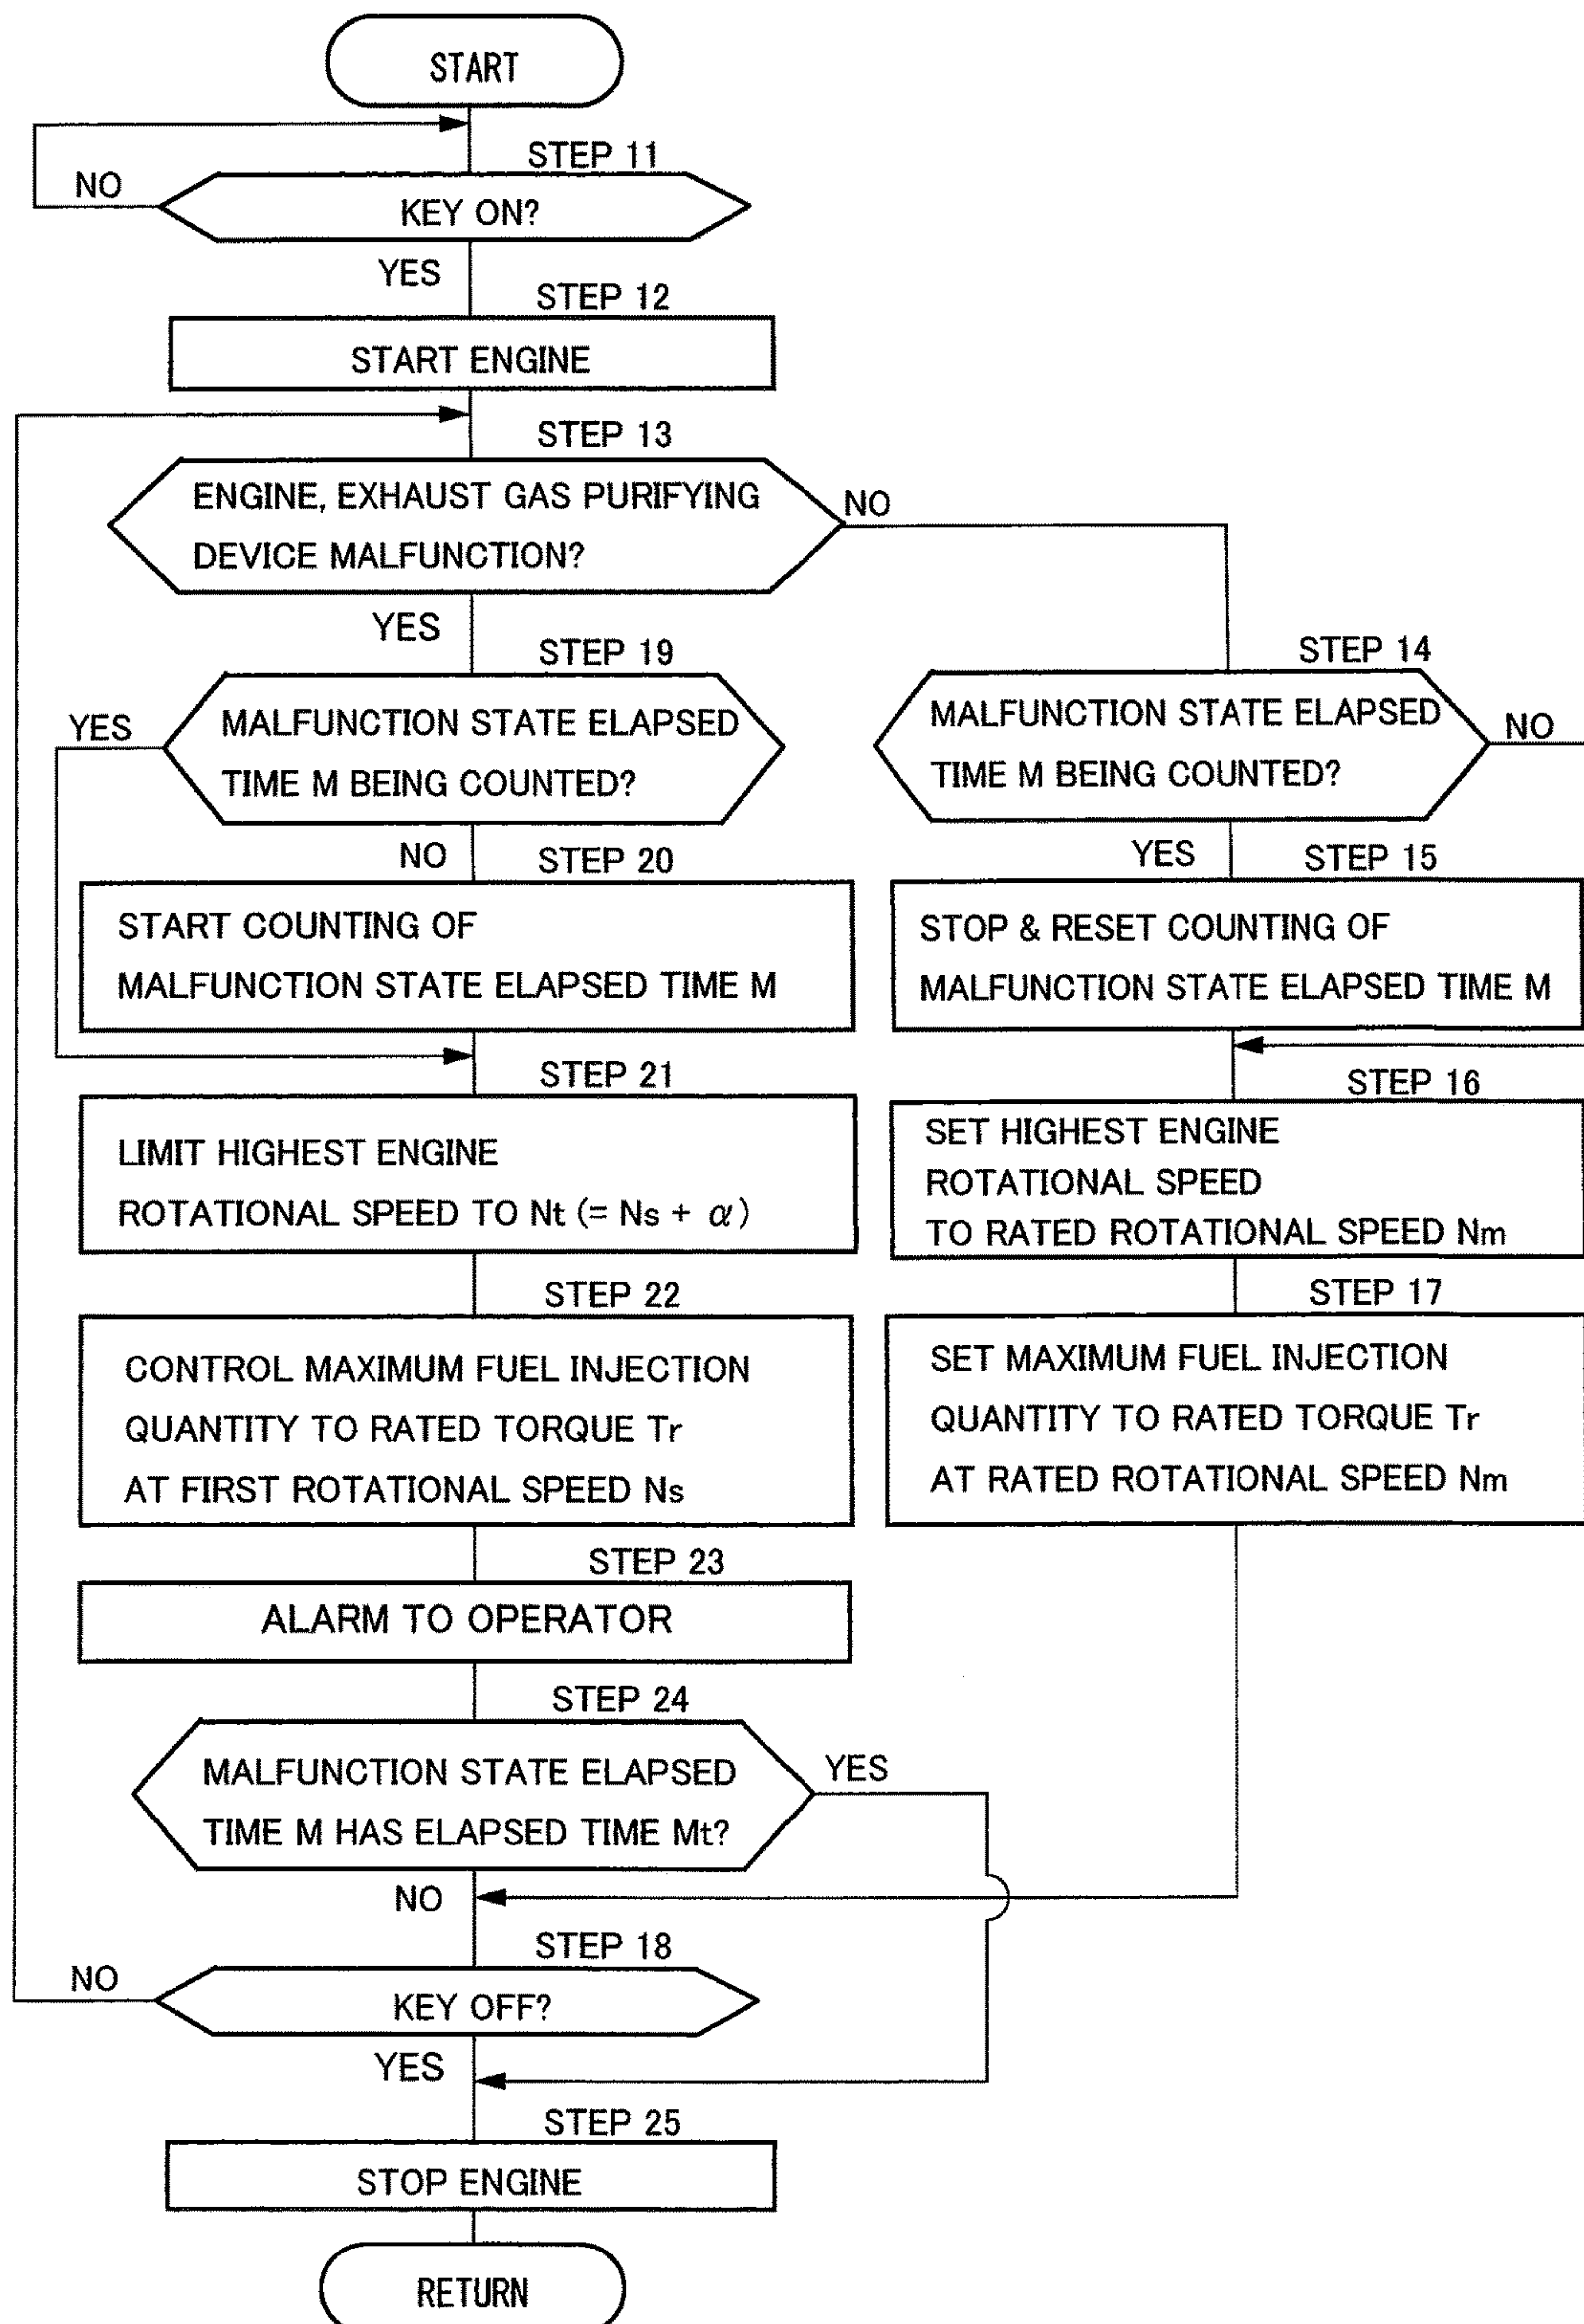 START
STEP 11
NO
KEY ON?
YES
STEP 12
START ENGINE
STEP 13
ENGINE, EXHAUST GAS PURIFYING
DEVICE MALFUNCTION?
NO
YES
STEP 19
YES
MALFUNCTION STATE ELAPSED
TIME M BEING COUNTED?
STEP 14
MALFUNCTION STATE ELAPSED
TIME M BEING COUNTED?
NO
NO
STEP 20
START COUNTING OF
MALFUNCTION STATE ELAPSED TIME M
YES
STEP 15
STOP & RESET COUNTING OF
MALFUNCTION STATE ELAPSED TIME M
STEP 21
LIMIT HIGHEST ENGINE
ROTATIONAL SPEED TO Nt (= Ns + α)
STEP 16
SET HIGHEST ENGINE
ROTATIONAL SPEED
TO RATED ROTATIONAL SPEED Nm
STEP 22
CONTROL MAXIMUM FUEL INJECTION
QUANTITY TO RATED TORQUE Tr
AT FIRST ROTATIONAL SPEED Ns
STEP 17
SET MAXIMUM FUEL INJECTION
QUANTITY TO RATED TORQUE Tr
AT RATED ROTATIONAL SPEED Nm
STEP 23
ALARM TO OPERATOR
STEP 24
MALFUNCTION STATE ELAPSED
TIME M HAS ELAPSED TIME Mt?
YES
NO
STEP 18
NO
KEY OFF?
YES
STEP 25
STOP ENGINE
RETURN